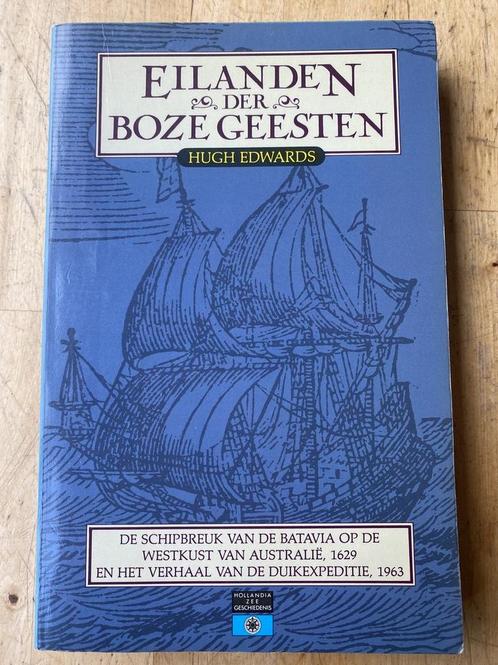 EILANDEN
DER
BOZE GEESTEN
HUGH EDWARDS
DE SCHIPBREUK VAN DE BATAVIA OP DE
WESTKUST VAN AUSTRALIË, 1629
EN HET VERHAAL VAN DE DUIKEXPEDITIE, 1963
HOLLANDIA
ZEE
GESCHIEDENIS